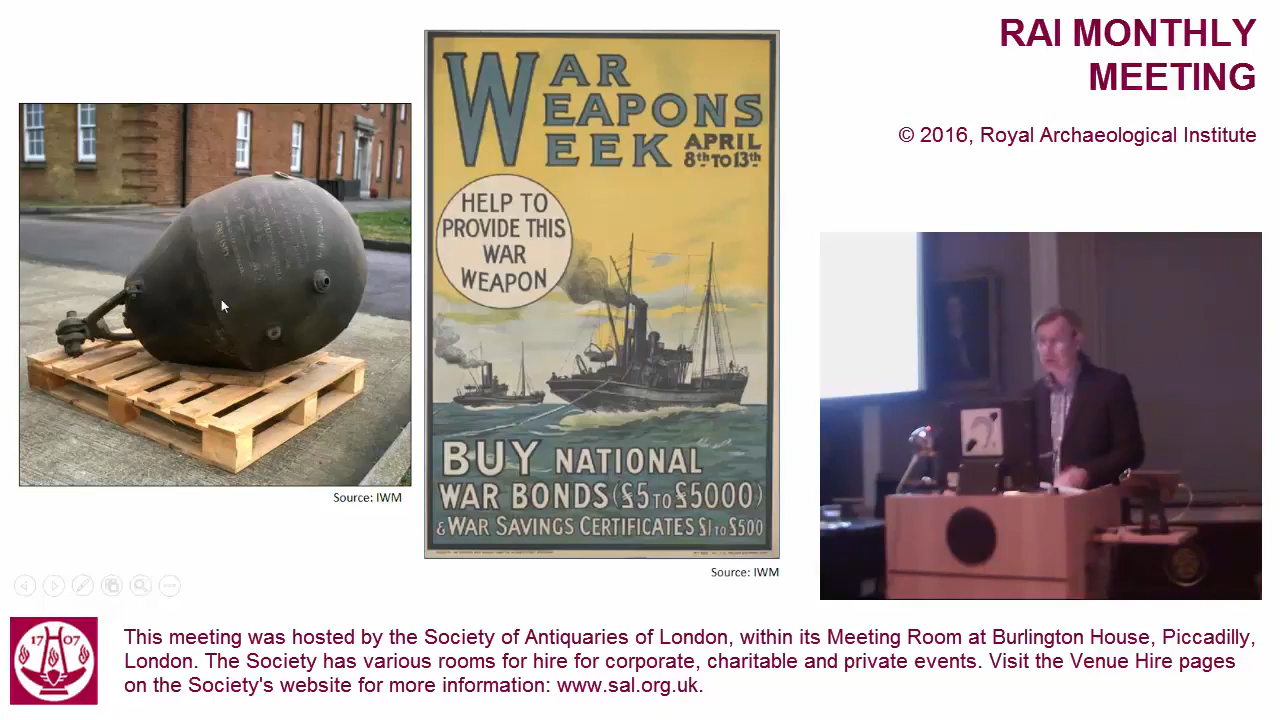 RAI MONTHLY
MEETING
© 2016, Royal Archaeological Institute
WAR
WEAPONS
WEEK
APRIL
8th TO 13th
HELP TO
PROVIDE THIS
WAR
WEAPON
BUY NATIONAL
WAR BONDS (£5 TO £5000)
& WAR SAVINGS CERTIFICATES £1 TO £500
Source: IWM
Source: IWM
1707
This meeting was hosted by the Society of Antiquaries of London, within its Meeting Room at Burlington House, Piccadilly,
London. The Society has various rooms for hire for corporate, charitable and private events. Visit the Venue Hire pages
on the Society's website for more information: www.sal.org.uk.